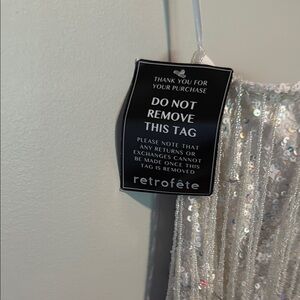 THANK YOU FOR
YOUR PURCHASE
DO NOT
REMOVE
THIS TAG
PLEASE NOTE THAT
ANY RETURNS OR
EXCHANGES CANNOT
BE MADE ONCE THIS
TAG IS REMOVED
retrofête